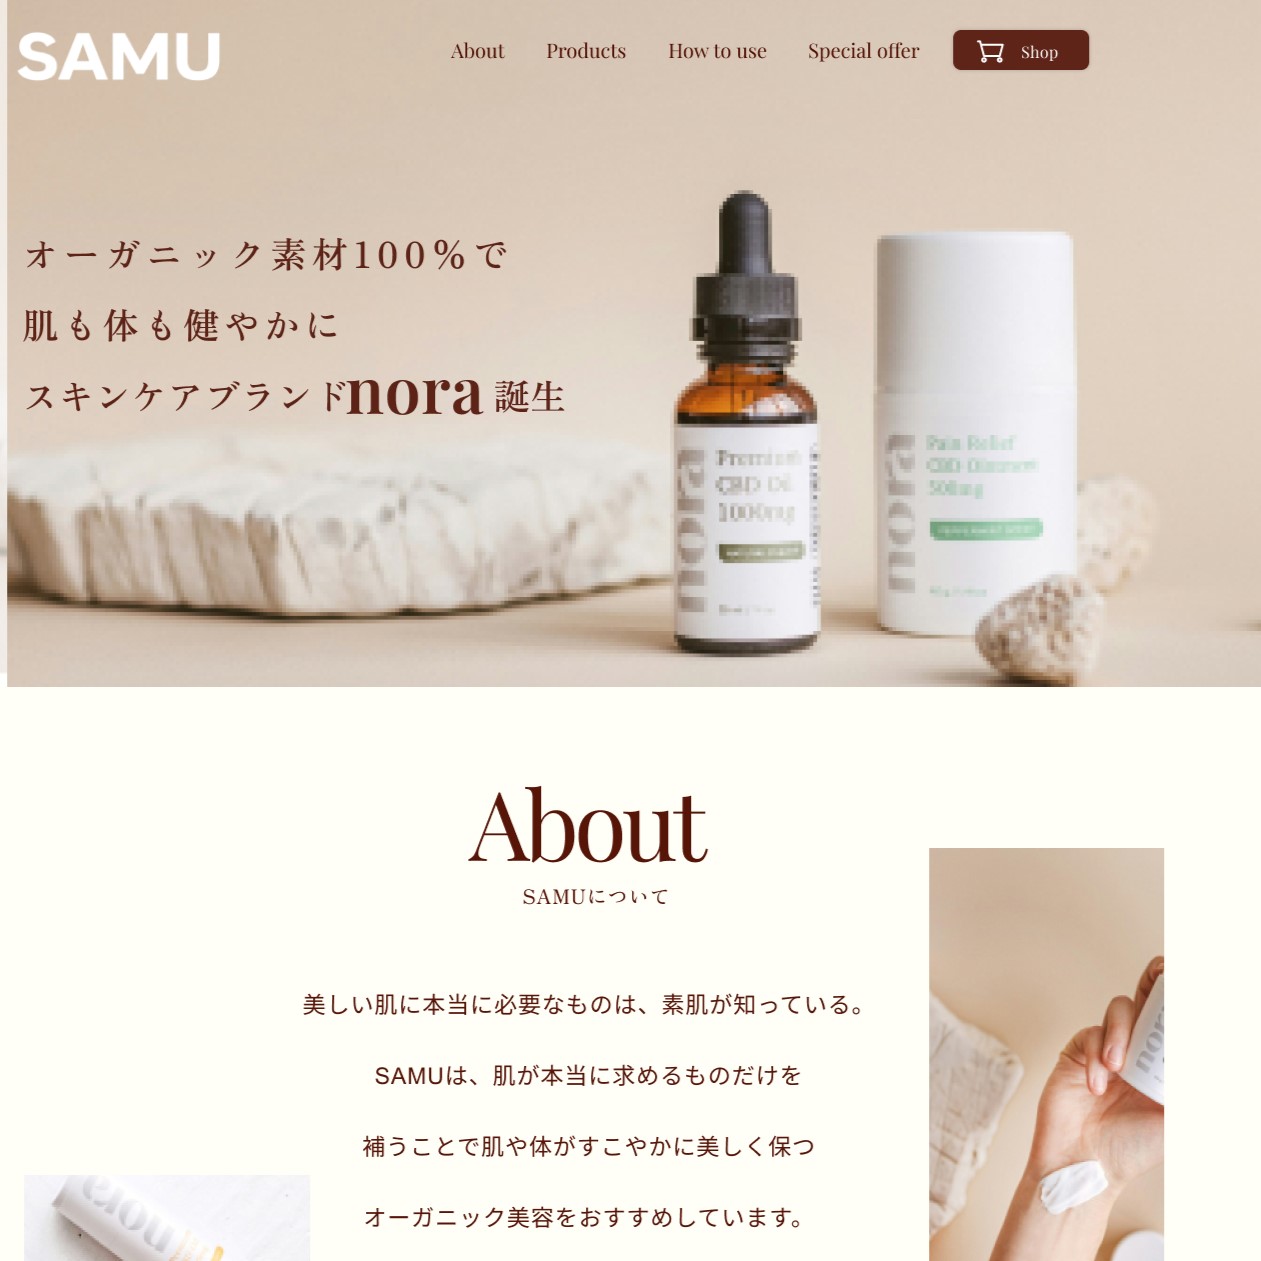 SAMU
About
Products
How to use
Special offer
Shop
オーガニック素材100％で
肌も体も健やかに
スキンケアブランドnora 誕生
nora
Premium
CBD Oil
1000mg
nora
Pain Relief
CBD Ointment
500mg
About
SAMUについて
美しい肌に本当に必要なものは、素肌が知っている。
SAMUは、肌が本当に求めるものだけを
補うことで肌や体がすこやかに美しく保つ
オーガニック美容をおすすめしています。
nora
nora